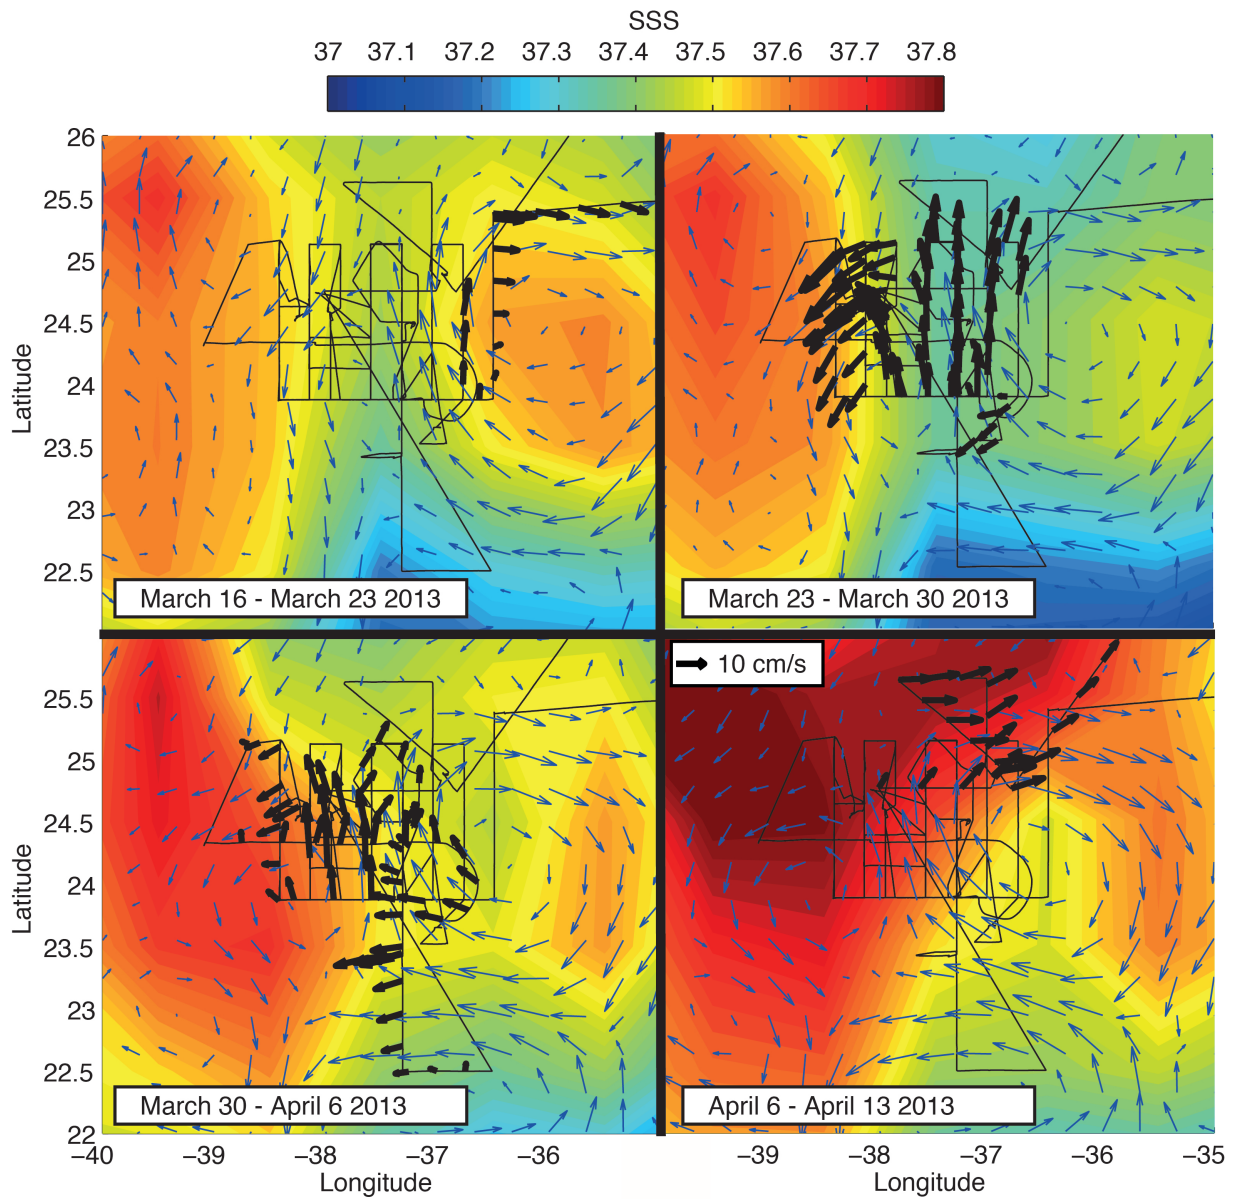 SSS
37 37.1 37.2 37.3 37.4 37.5 37.6 37.7 37.8
26
25.5
25
24.5
24
23.5
23
22.5
Latitude
March 16 - March 23 2013
March 23 - March 30 2013
10 cm/s
25.5
25
24.5
24
23.5
23
22.5
22
Latitude
March 30 - April 6 2013
April 6 - April 13 2013
−40 −39 −38 −37 −36
−39 −38 −37 −36 −35
Longitude
Longitude